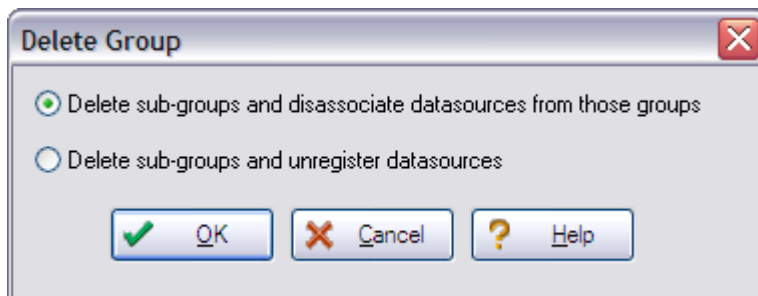 Delete Group
Delete sub-groups and disassociate datasources from those groups
Delete sub-groups and unregister datasources
OK Cancel Help